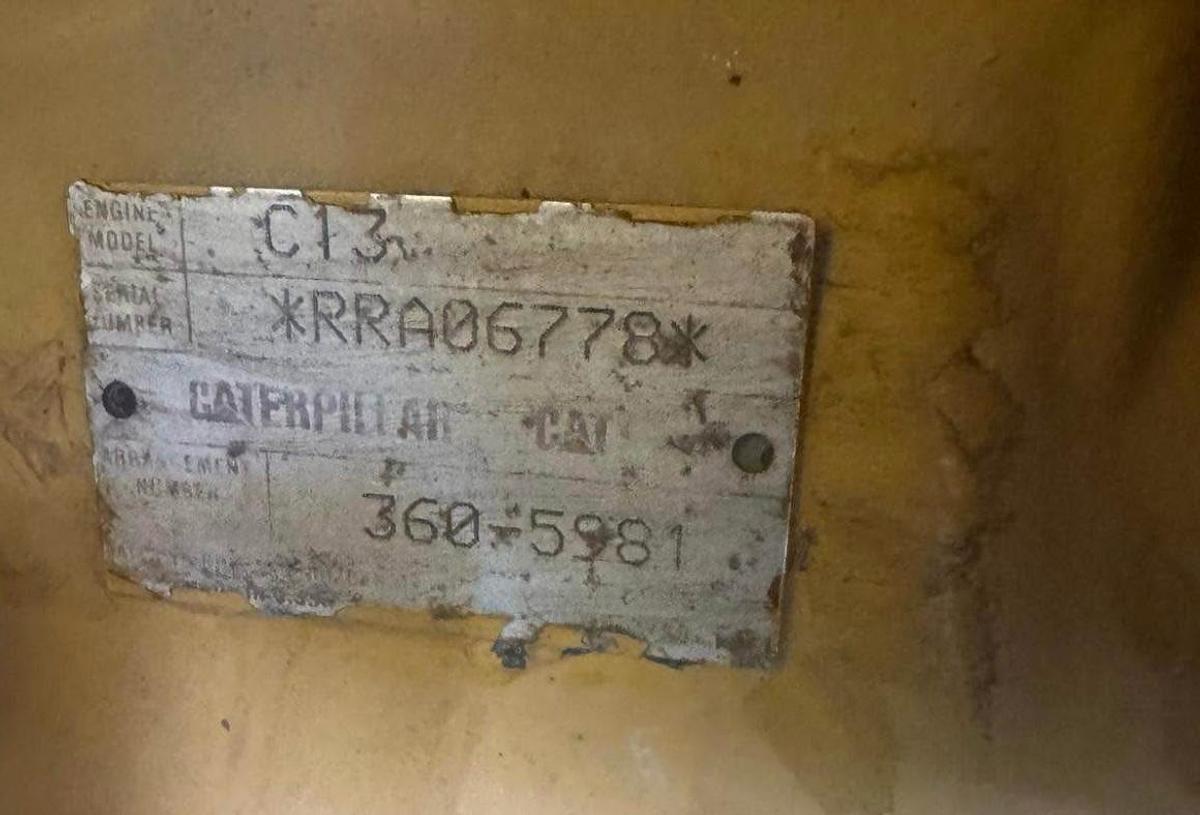 ENGINE
MODEL C13
SERIAL
NUMBER *RRA06778*
CATERPILLAR CAT
ARRANGEMENT
NUMBER 360-5981